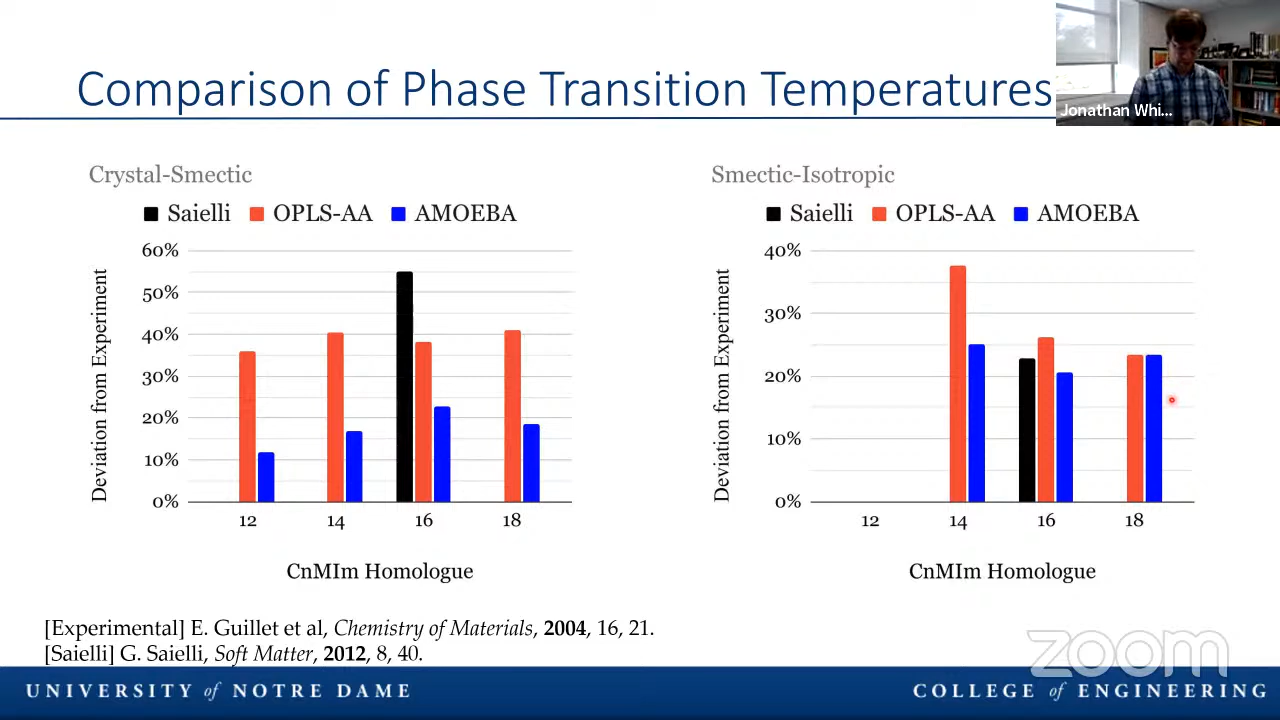 Comparison of Phase Transition Temperatures
Jonathan Whi...
Crystal-Smectic
Saielli OPLS-AA AMOEBA
Deviation from Experiment
60%
50%
40%
30%
20%
10%
0%
12 14 16 18
CnMIm Homologue
Smectic-Isotropic
Saielli OPLS-AA AMOEBA
Deviation from Experiment
40%
30%
20%
10%
0%
12 14 16 18
CnMIm Homologue
[Experimental] E. Guillet et al, Chemistry of Materials, 2004, 16, 21.
[Saielli] G. Saielli, Soft Matter, 2012, 8, 40.
zoom
UNIVERSITY of NOTRE DAME
COLLEGE of ENGINEERING